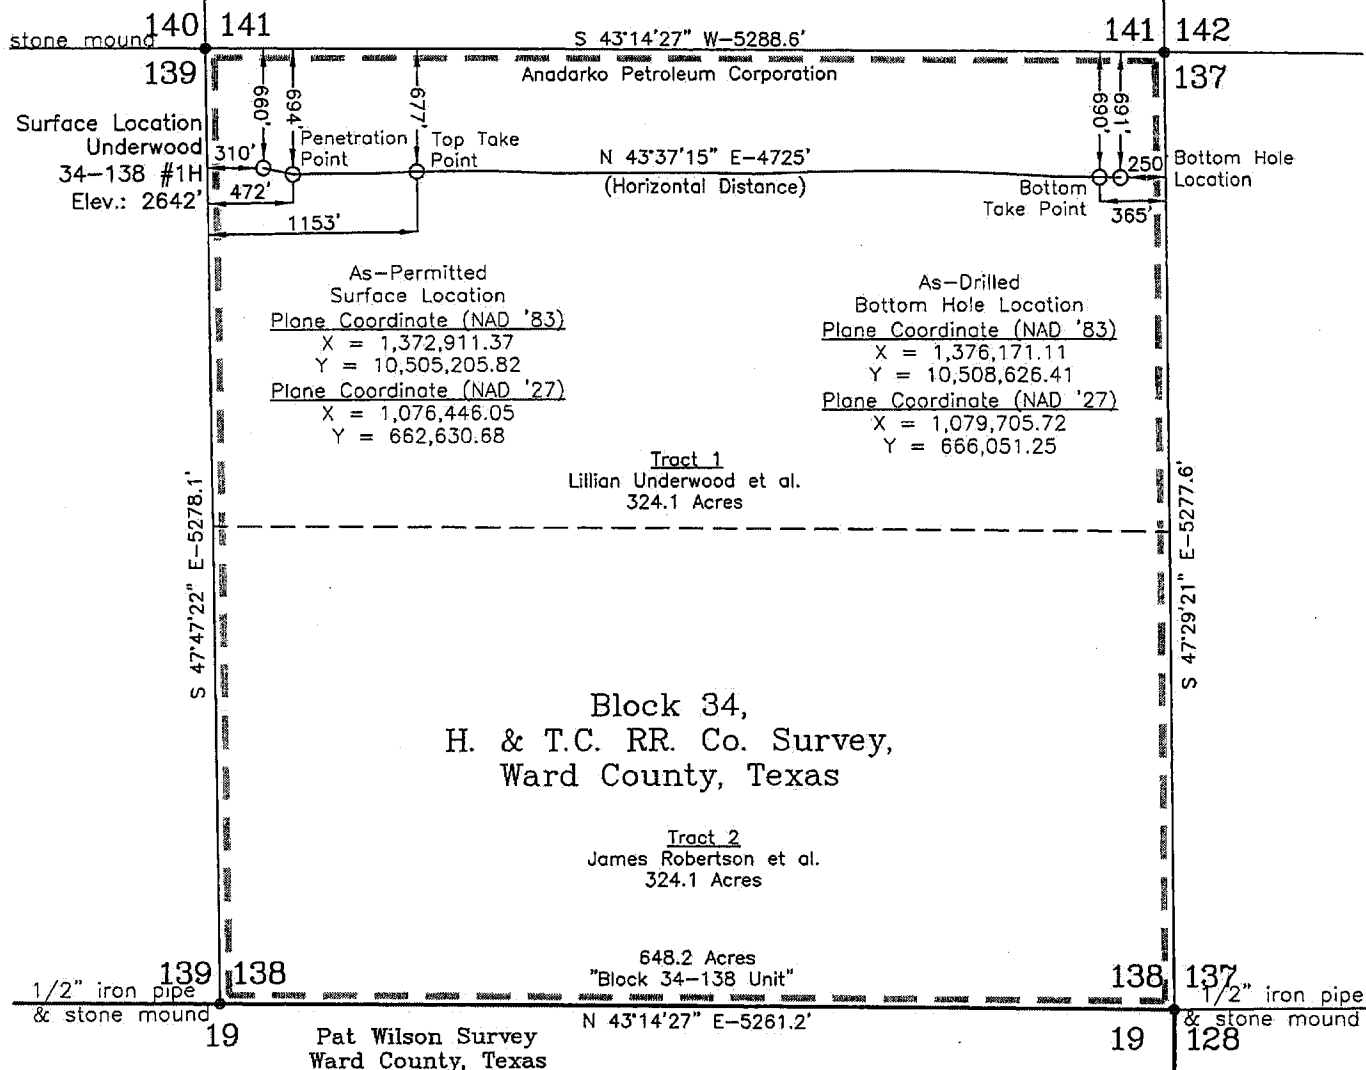 140 141
stone mound
S 43°14'27" W-5288.6'
141 142
139
Anadarko Petroleum Corporation
137
660'
694'
677'
690'
691'
Surface Location
Underwood
34-138 #1H
Elev.: 2642'
310'
Penetration
Point
Top Take
Point
N 43°37'15" E-4725'
(Horizontal Distance)
250
Bottom Hole
Location
472'
Bottom
Take Point
365'
1153'
As-Permitted
Surface Location
Plane Coordinate (NAD '83)
X = 1,372,911.37
Y = 10,505,205.82
Plane Coordinate (NAD '27)
X = 1,076,446.05
Y = 662,630.68
As-Drilled
Bottom Hole Location
Plane Coordinate (NAD '83)
X = 1,376,171.11
Y = 10,508,626.41
Plane Coordinate (NAD '27)
X = 1,079,705.72
Y = 666,051.25
Tract 1
Lillian Underwood et al.
324.1 Acres
S 47°47'22" E-5278.1'
S 47°29'21" E-5277.6'
Block 34,
H. & T.C. RR. Co. Survey,
Ward County, Texas
Tract 2
James Robertson et al.
324.1 Acres
648.2 Acres
"Block 34-138 Unit"
139 138
1/2" iron pipe
& stone mound
138 137
1/2" iron pipe
& stone mound
N 43°14'27" E-5261.2'
19
Pat Wilson Survey
Ward County, Texas
19 128